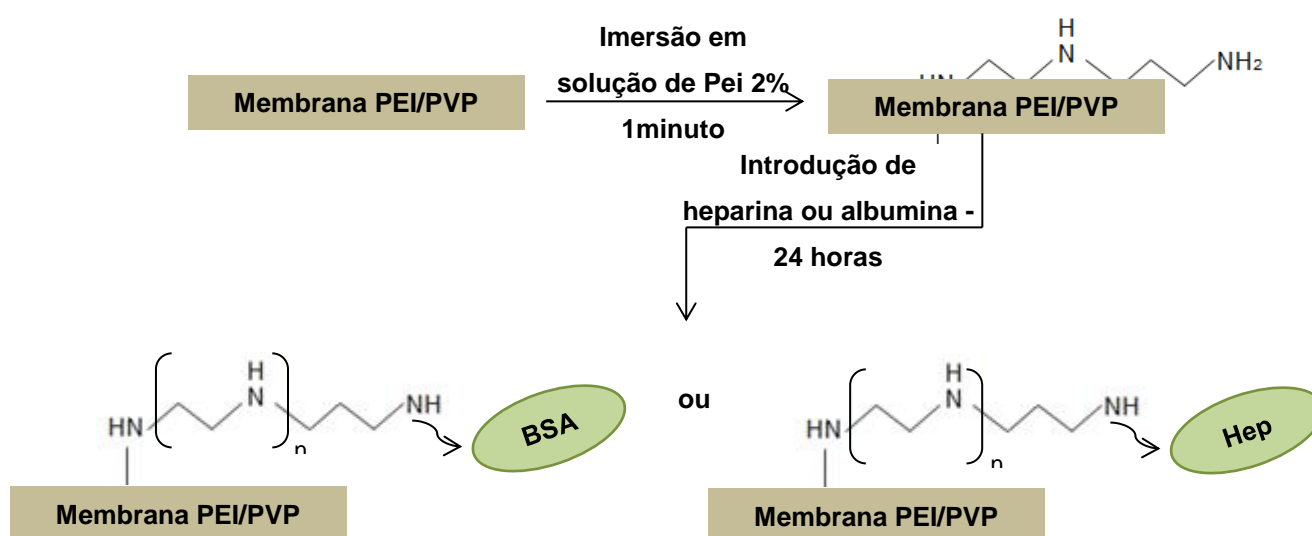 Imersão em
solução de Pei 2%
1minuto
Membrana PEI/PVP
H
N
NH₂
HN
Membrana PEI/PVP
Introdução de
heparina ou albumina -
24 horas
H
N
HN
n
NH
BSA
Membrana PEI/PVP
ou
H
N
HN
n
NH
Hep
Membrana PEI/PVP